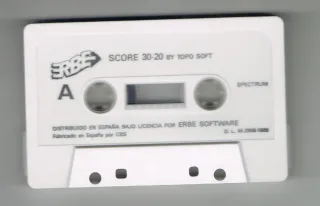 ERBE
SCORE 30-20 BY TOPO SOFT
A
SPECTRUM
DISTRIBUIDO EN ESPAÑA BAJO LICENCIA POR ERBE SOFTWARE
Fabricado en España por
D. L. M-